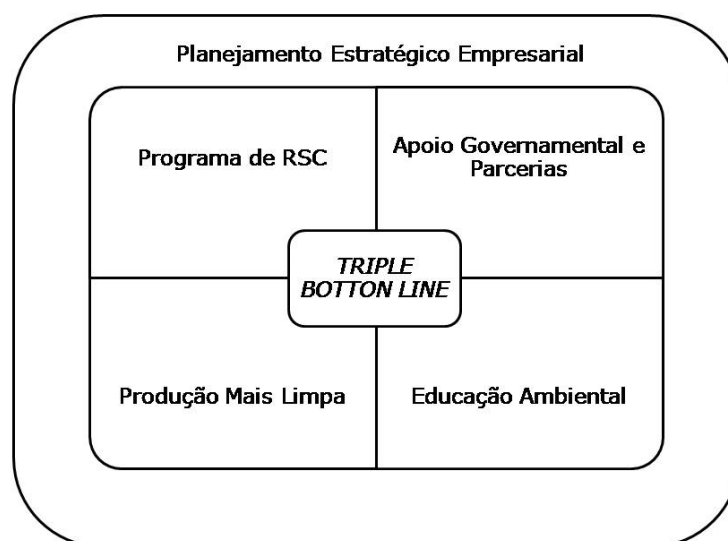 Planejamento Estratégico Empresarial
Programa de RSC
Apoio Governamental e
Parcerias
TRIPLE
BOTTON LINE
Produção Mais Limpa
Educação Ambiental